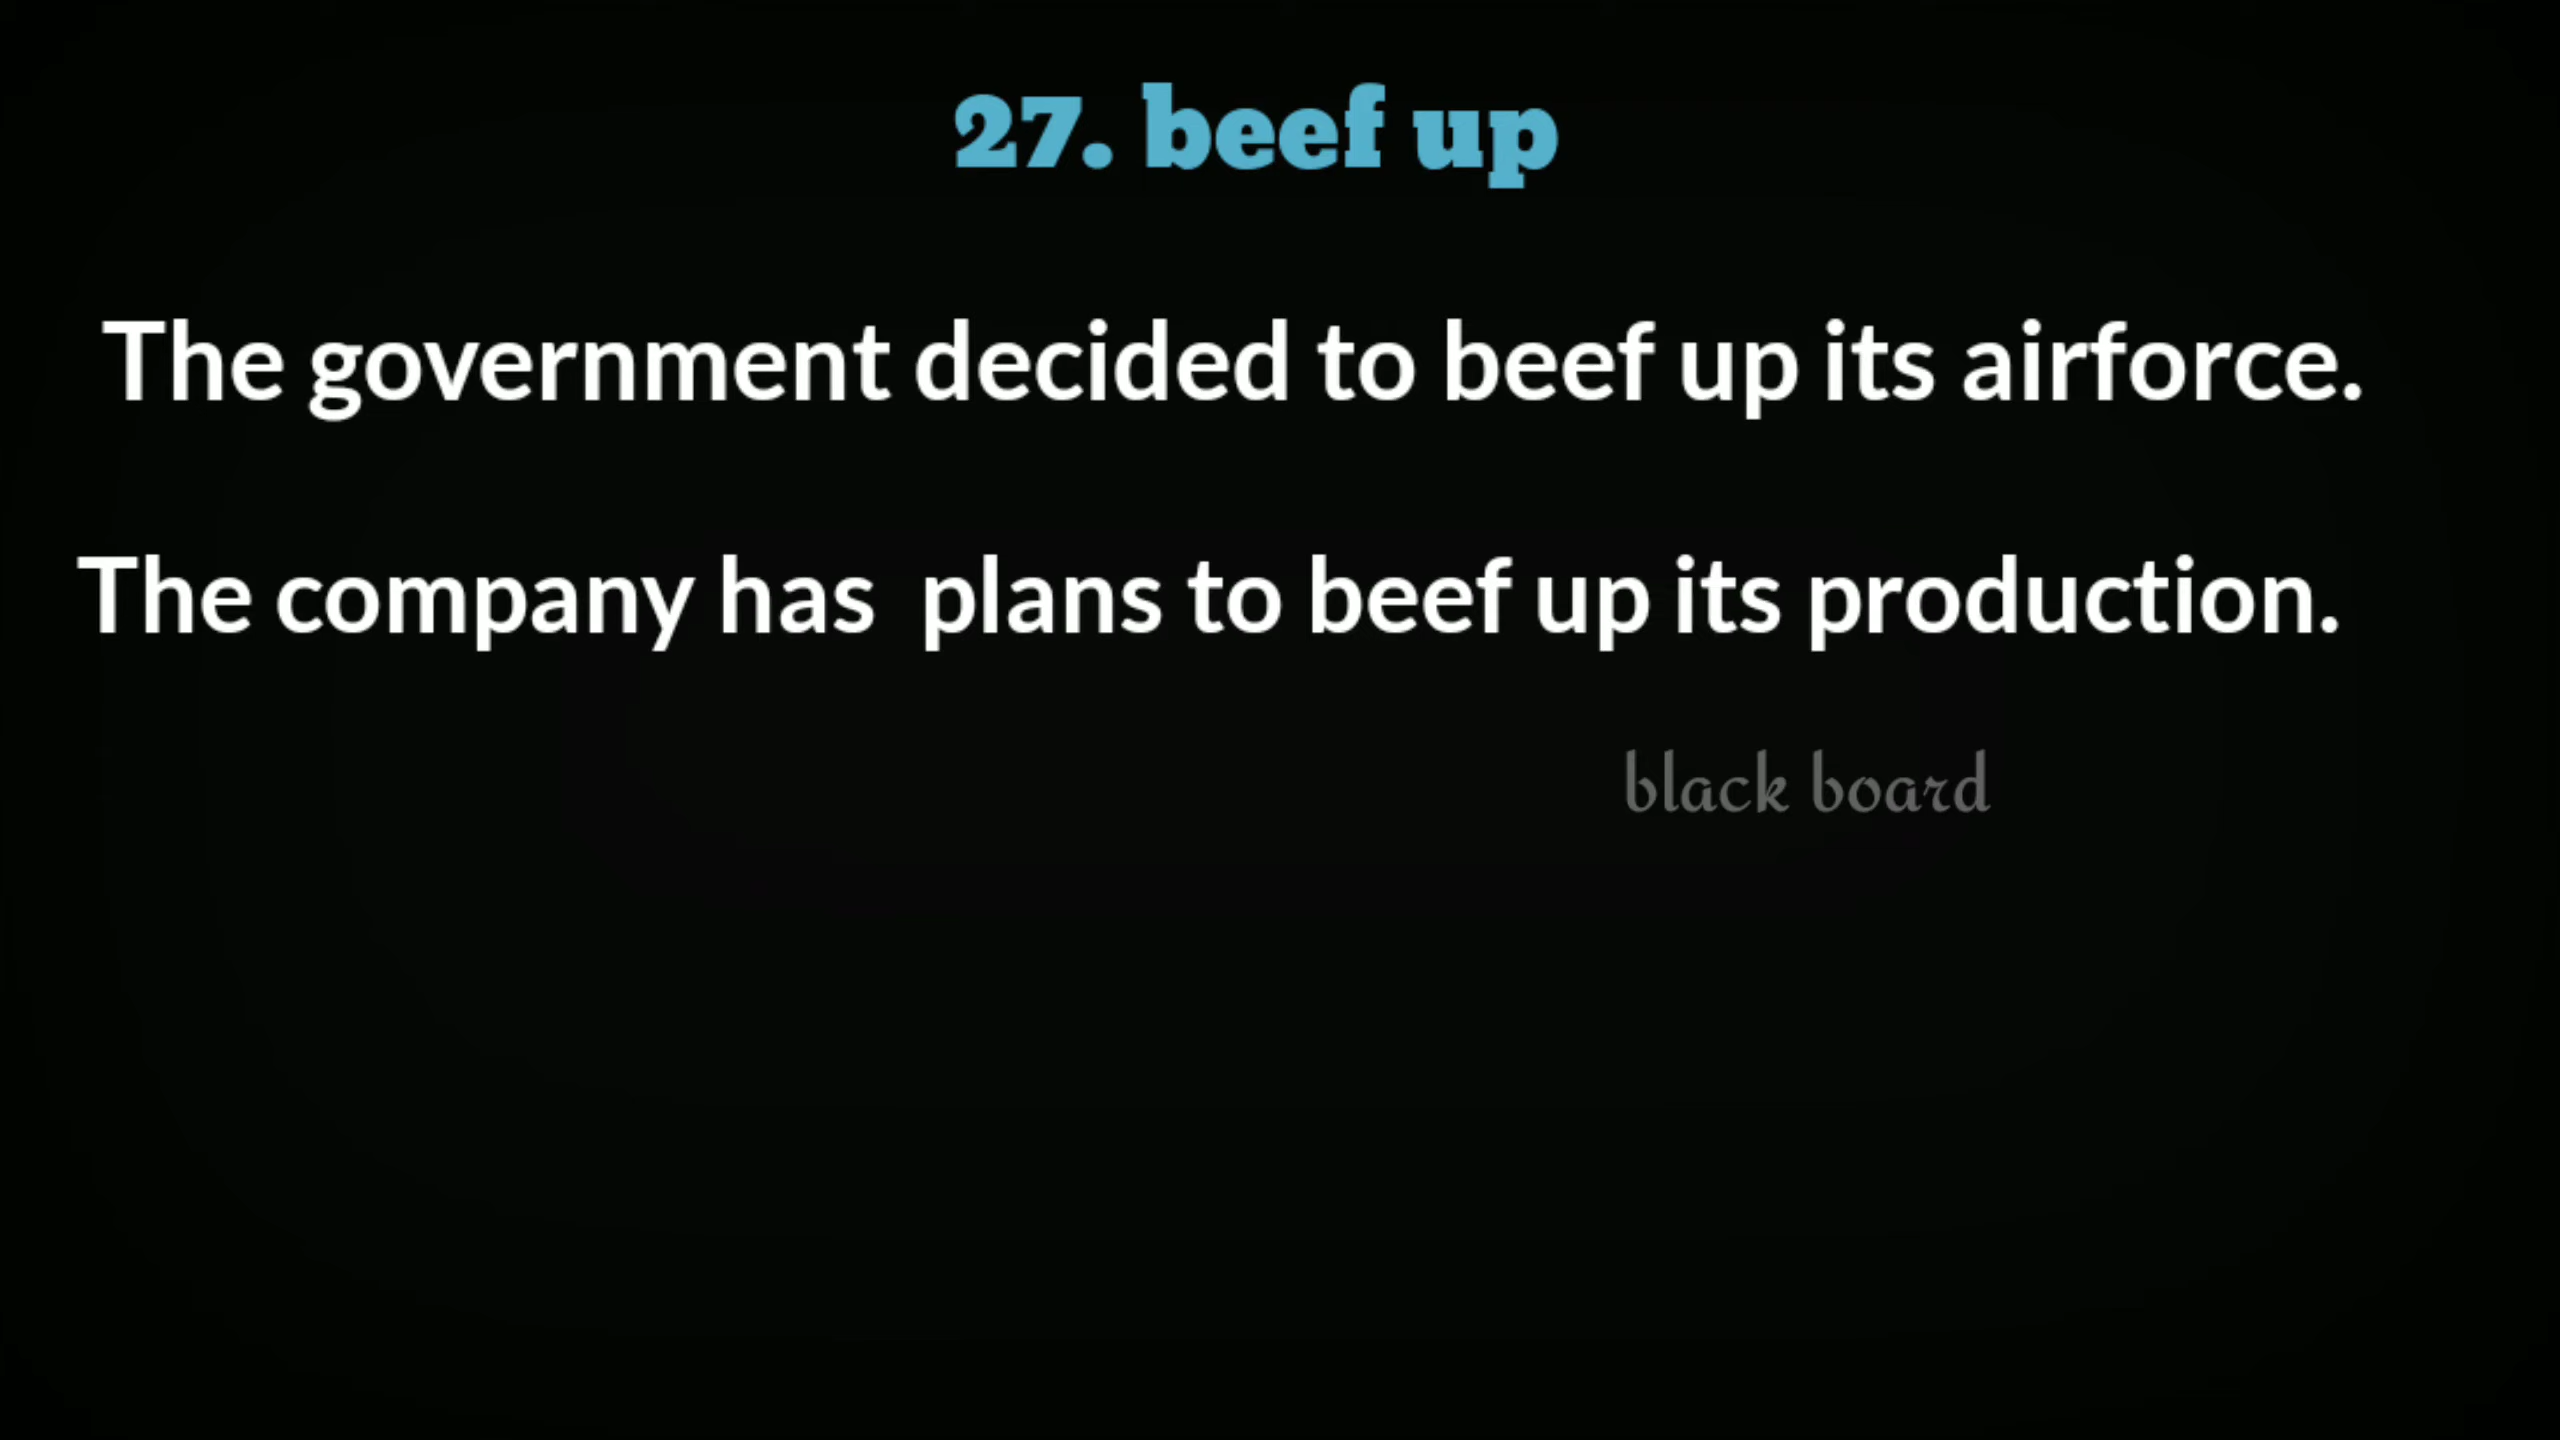 27. beef up
The government decided to beef up its airforce.
The company has  plans to beef up its production.
black board